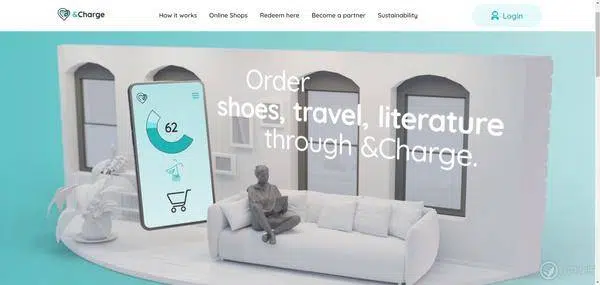 &Charge
How it works
Online Shops
Redeem here
Become a partner
Sustainability
Login
62
Order
shoes, travel, literature
through &Charge.